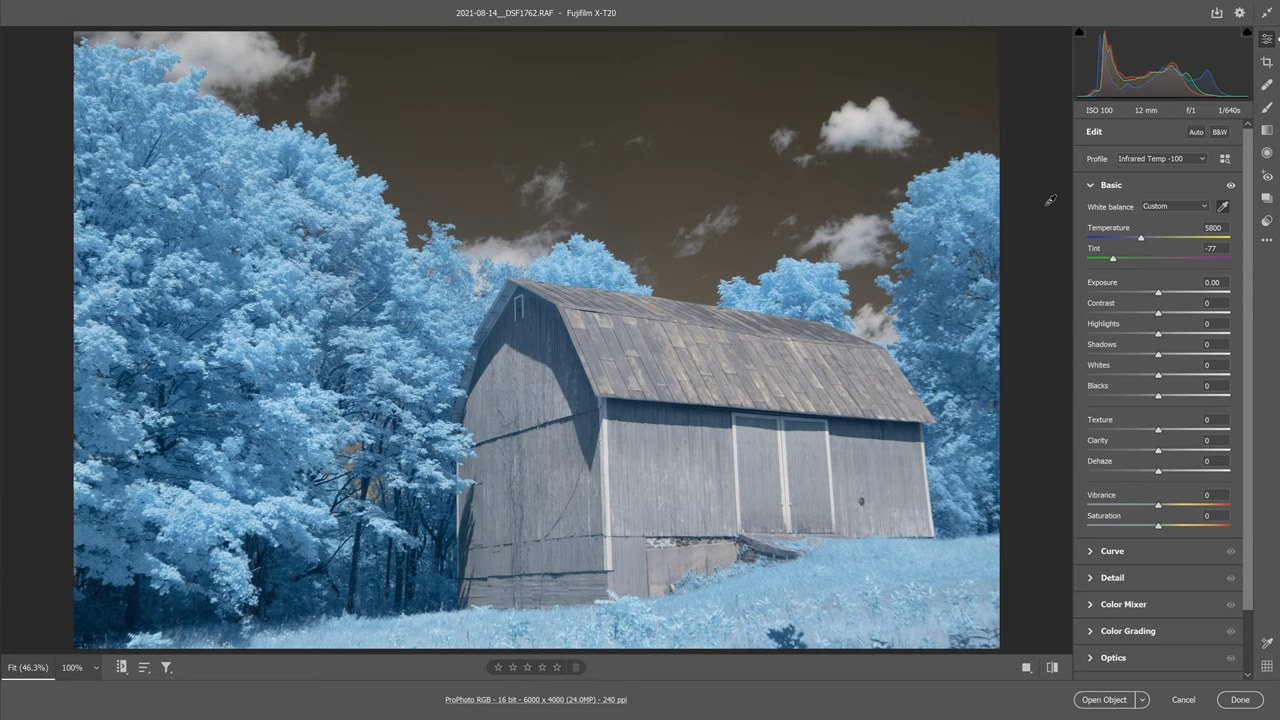 2021-08-14__DSF1762.RAF - Fujifilm X-T20
ISO 100 12 mm f/1 1/640s
Edit Auto B&W
Profile Infrared Temp -100
Basic
White balance Custom
Temperature 5800
Tint -77
Exposure 0.00
Contrast 0
Highlights 0
Shadows 0
Whites 0
Blacks 0
Texture 0
Clarity 0
Dehaze 0
Vibrance 0
Saturation 0
Curve
Detail
Color Mixer
Color Grading
Optics
Fit (46.3%) 100%
ProPhoto RGB - 16 bit - 6000 x 4000 (24.0MP) - 240 ppi
Open Object Cancel Done